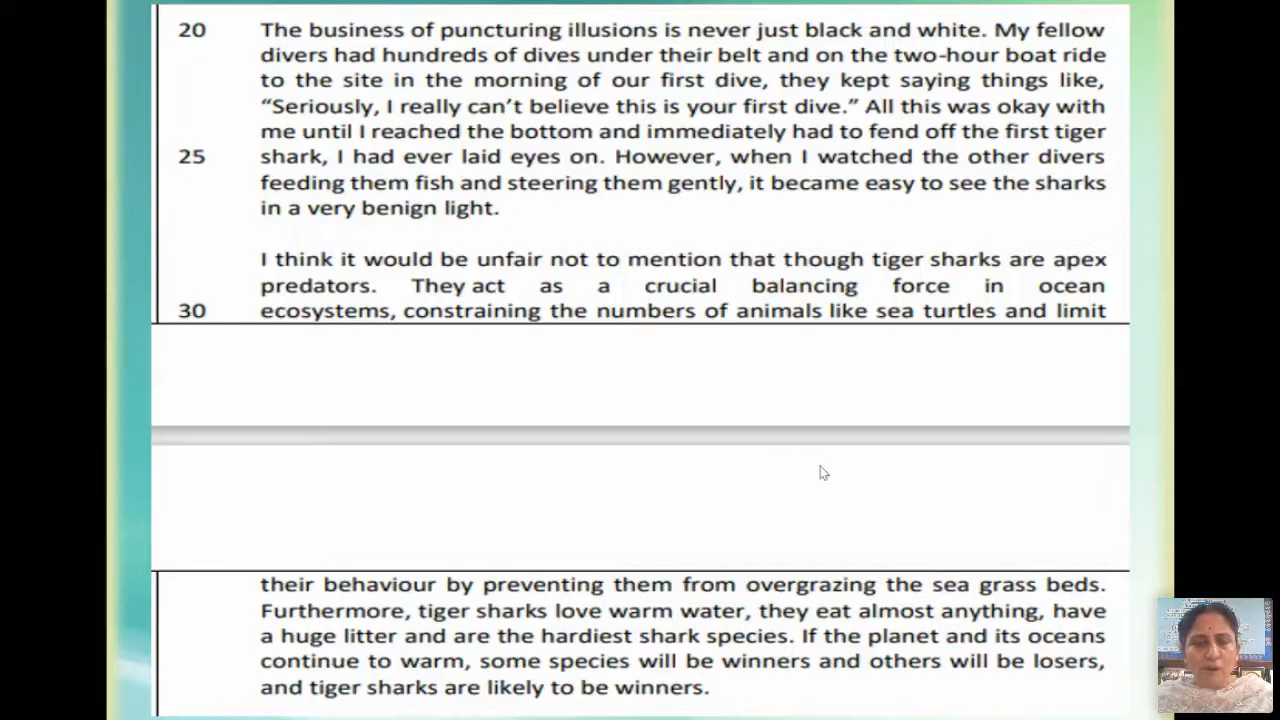 20 The business of puncturing illusions is never just black and white. My fellow
divers had hundreds of dives under their belt and on the two-hour boat ride
to the site in the morning of our first dive, they kept saying things like,
“Seriously, I really can’t believe this is your first dive.” All this was okay with
me until I reached the bottom and immediately had to fend off the first tiger
25 shark, I had ever laid eyes on. However, when I watched the other divers
feeding them fish and steering them gently, it became easy to see the sharks
in a very benign light.
I think it would be unfair not to mention that though tiger sharks are apex
predators. They act as a crucial balancing force in ocean
30 ecosystems, constraining the numbers of animals like sea turtles and limit
their behaviour by preventing them from overgrazing the sea grass beds.
Furthermore, tiger sharks love warm water, they eat almost anything, have
a huge litter and are the hardiest shark species. If the planet and its oceans
continue to warm, some species will be winners and others will be losers,
and tiger sharks are likely to be winners.